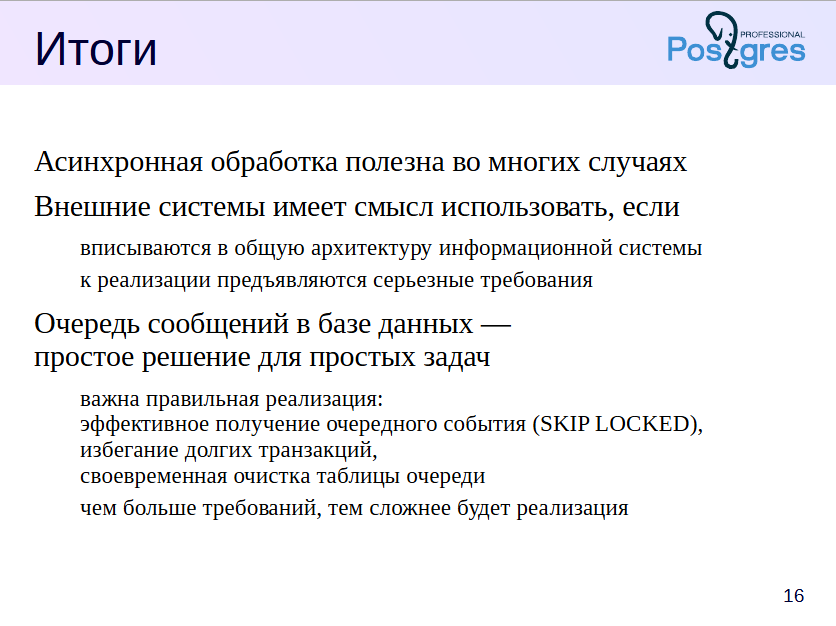 Итоги
PROFESSIONAL
Postgres
Асинхронная обработка полезна во многих случаях
Внешние системы имеет смысл использовать, если
вписываются в общую архитектуру информационной системы
к реализации предъявляются серьезные требования
Очередь сообщений в базе данных —
простое решение для простых задач
важна правильная реализация:
эффективное получение очередного события (SKIP LOCKED),
избегание долгих транзакций,
своевременная очистка таблицы очереди
чем больше требований, тем сложнее будет реализация
16